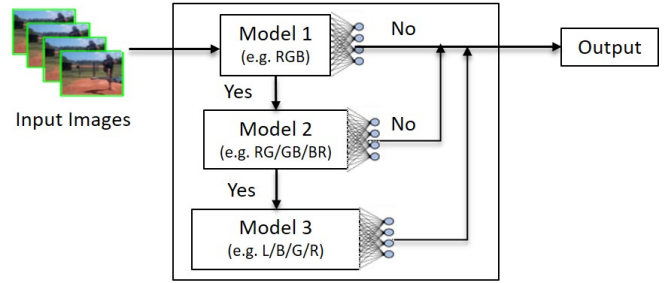 Model 1
(e.g. RGB)
No
Output
Input Images
Yes
Model 2
(e.g. RG/GB/BR)
No
Yes
Model 3
(e.g. L/B/G/R)